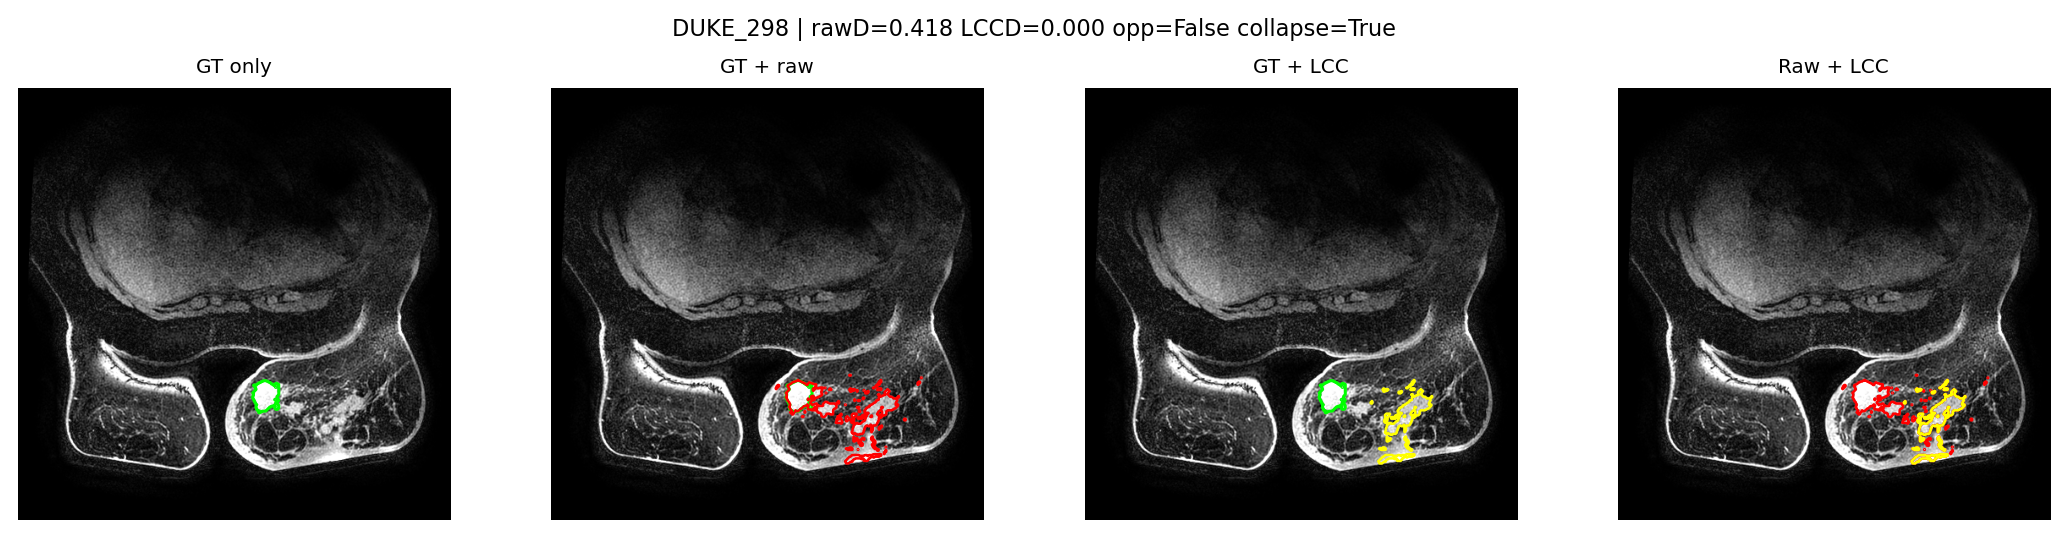 DUKE_298 | rawD=0.418 LCCD=0.000 opp=False collapse=True
GT only
GT + raw
GT + LCC
Raw + LCC